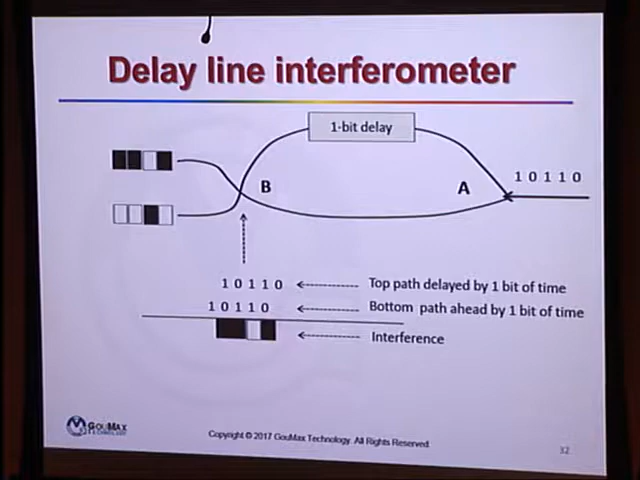 Delay line interferometer
1-bit delay
1 0 1 1 0
B
A
1 0 1 1 0
Top path delayed by 1 bit of time
1 0 1 1 0
Bottom path ahead by 1 bit of time
Interference
GOUMAX
TECHNOLOGY
Copyright © 2017 GouMax Technology. All Rights Reserved
32